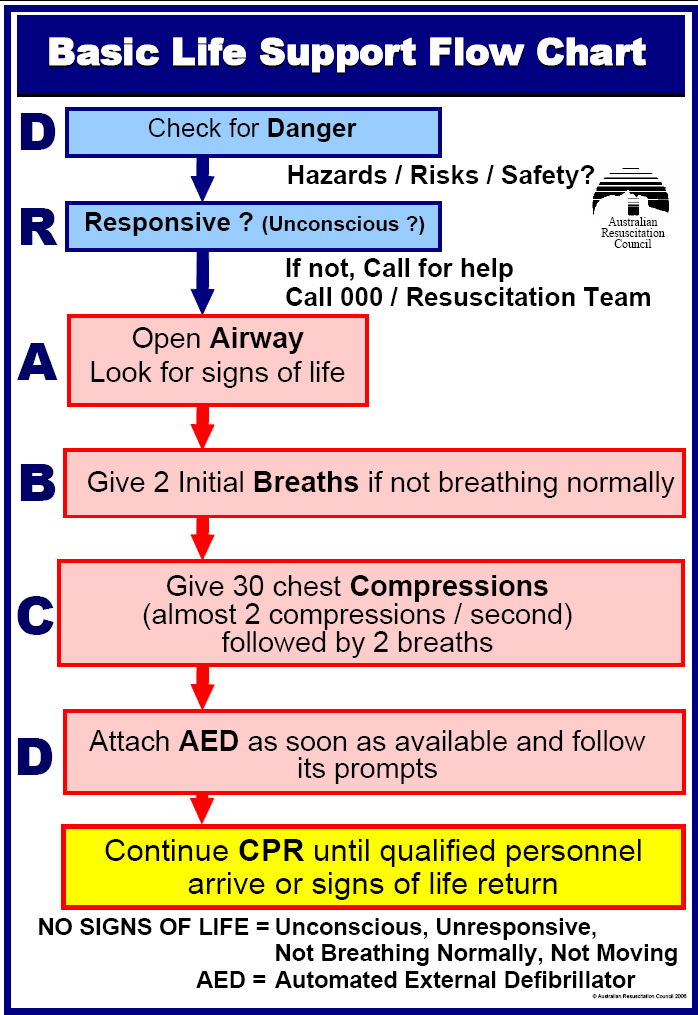 Basic Life Support Flow Chart
D
Check for Danger
Hazards / Risks / Safety?
Australian
Resuscitation
Council
R
Responsive ? (Unconscious ?)
If not, Call for help
Call 000 / Resuscitation Team
A
Open Airway
Look for signs of life
B
Give 2 Initial Breaths if not breathing normally
C
Give 30 chest Compressions
(almost 2 compressions / second)
followed by 2 breaths
D
Attach AED as soon as available and follow
its prompts
Continue CPR until qualified personnel
arrive or signs of life return
NO SIGNS OF LIFE = Unconscious, Unresponsive,
Not Breathing Normally, Not Moving
AED = Automated External Defibrillator
© Australian Resuscitation Council 2006